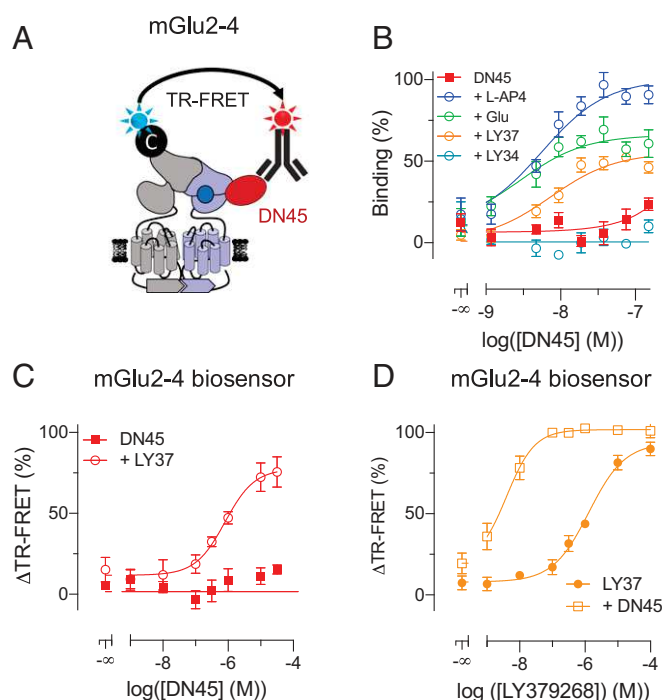 A
mGlu2-4
TR-FRET
C
DN45
B
Binding (%)
100
50
0
DN45
+ L-AP4
+ Glu
+ LY37
+ LY34
-∞
-9
-8
-7
log([DN45] (M))
C
mGlu2-4 biosensor
ΔTR-FRET (%)
100
50
0
DN45
+ LY37
-∞
-10
-8
-6
-4
log([DN45] (M))
D
mGlu2-4 biosensor
ΔTR-FRET (%)
100
50
0
LY37
+ DN45
-∞
-10
-8
-6
-4
log ([LY379268]) (M))